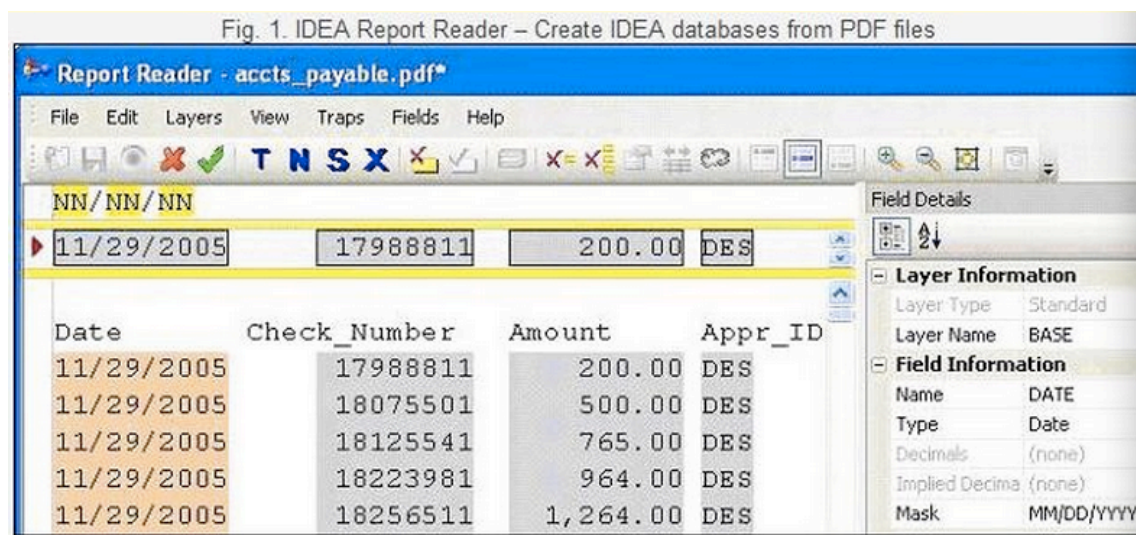 Fig. 1. IDEA Report Reader – Create IDEA databases from PDF files
Report Reader - accts_payable.pdf*
File Edit Layers View Traps Fields Help
T N S X X= X
NN/NN/NN
11/29/2005 17988811 200.00 DES
Date Check_Number Amount Appr_ID
11/29/2005 17988811 200.00 DES
11/29/2005 18075501 500.00 DES
11/29/2005 18125541 765.00 DES
11/29/2005 18223981 964.00 DES
11/29/2005 18256511 1,264.00 DES
Field Details
Layer Information
Layer Type Standard
Layer Name BASE
Field Information
Name DATE
Type Date
Decimals (none)
Implied Decima (none)
Mask MM/DD/YYYY